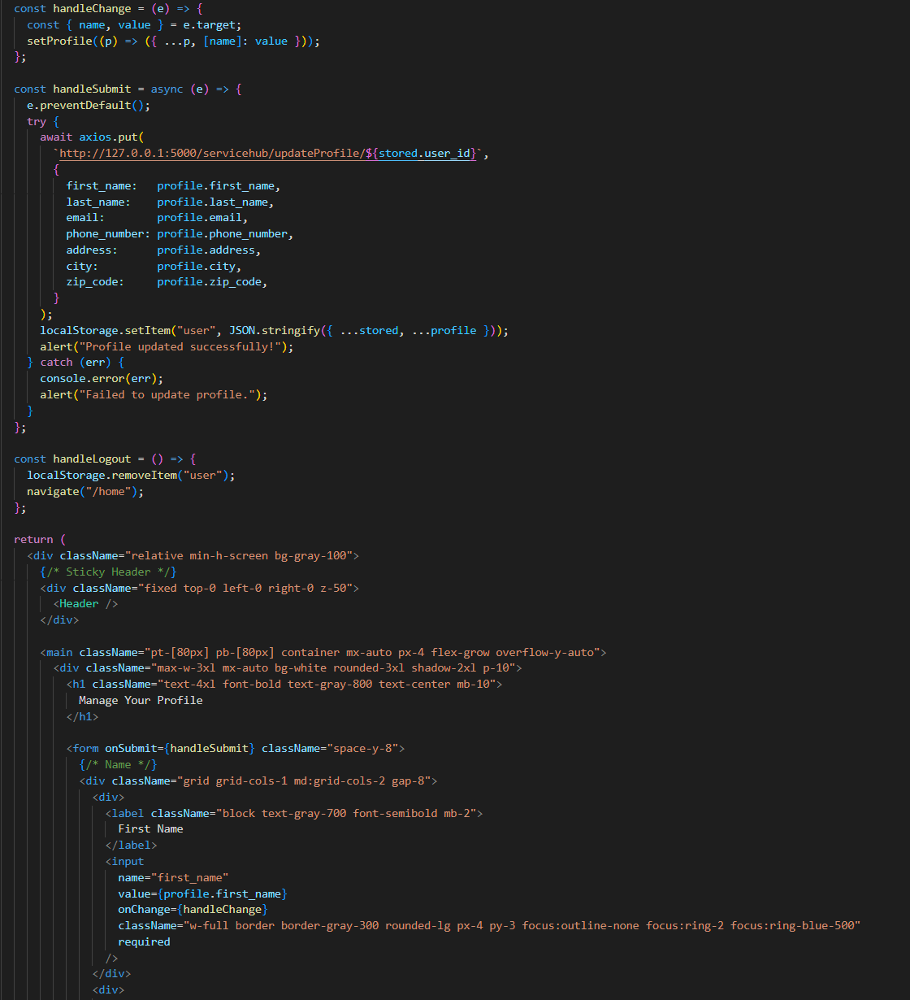 const handleChange = (e) => {
  const { name, value } = e.target;
  setProfile((p) => ({ ...p, [name]: value }));
};

const handleSubmit = async (e) => {
  e.preventDefault();
  try {
    await axios.put(
      `http://127.0.0.1:5000/servicehub/updateProfile/${stored.user_id}`,
      {
        first_name:   profile.first_name,
        last_name:    profile.last_name,
        email:        profile.email,
        phone_number: profile.phone_number,
        address:      profile.address,
        city:         profile.city,
        zip_code:     profile.zip_code,
      }
    );
    localStorage.setItem("user", JSON.stringify({ ...stored, ...profile }));
    alert("Profile updated successfully!");
  } catch (err) {
    console.error(err);
    alert("Failed to update profile.");
  }
};

const handleLogout = () => {
  localStorage.removeItem("user");
  navigate("/home");
};

return (
  <div className="relative min-h-screen bg-gray-100">
    {/* Sticky Header */}
    <div className="fixed top-0 left-0 right-0 z-50">
      <Header />
    </div>

    <main className="pt-[80px] pb-[80px] container mx-auto px-4 flex-grow overflow-y-auto">
      <div className="max-w-3xl mx-auto bg-white rounded-3xl shadow-2xl p-10">
        <h1 className="text-4xl font-bold text-gray-800 text-center mb-10">
          Manage Your Profile
        </h1>

        <form onSubmit={handleSubmit} className="space-y-8">
          {/* Name */}
          <div className="grid grid-cols-1 md:grid-cols-2 gap-8">
            <div>
              <label className="block text-gray-700 font-semibold mb-2">
                First Name
              </label>
              <input
                name="first_name"
                value={profile.first_name}
                onChange={handleChange}
                className="w-full border border-gray-300 rounded-lg px-4 py-3 focus:outline-none focus:ring-2 focus:ring-blue-500"
                required
              />
            </div>
            <div>